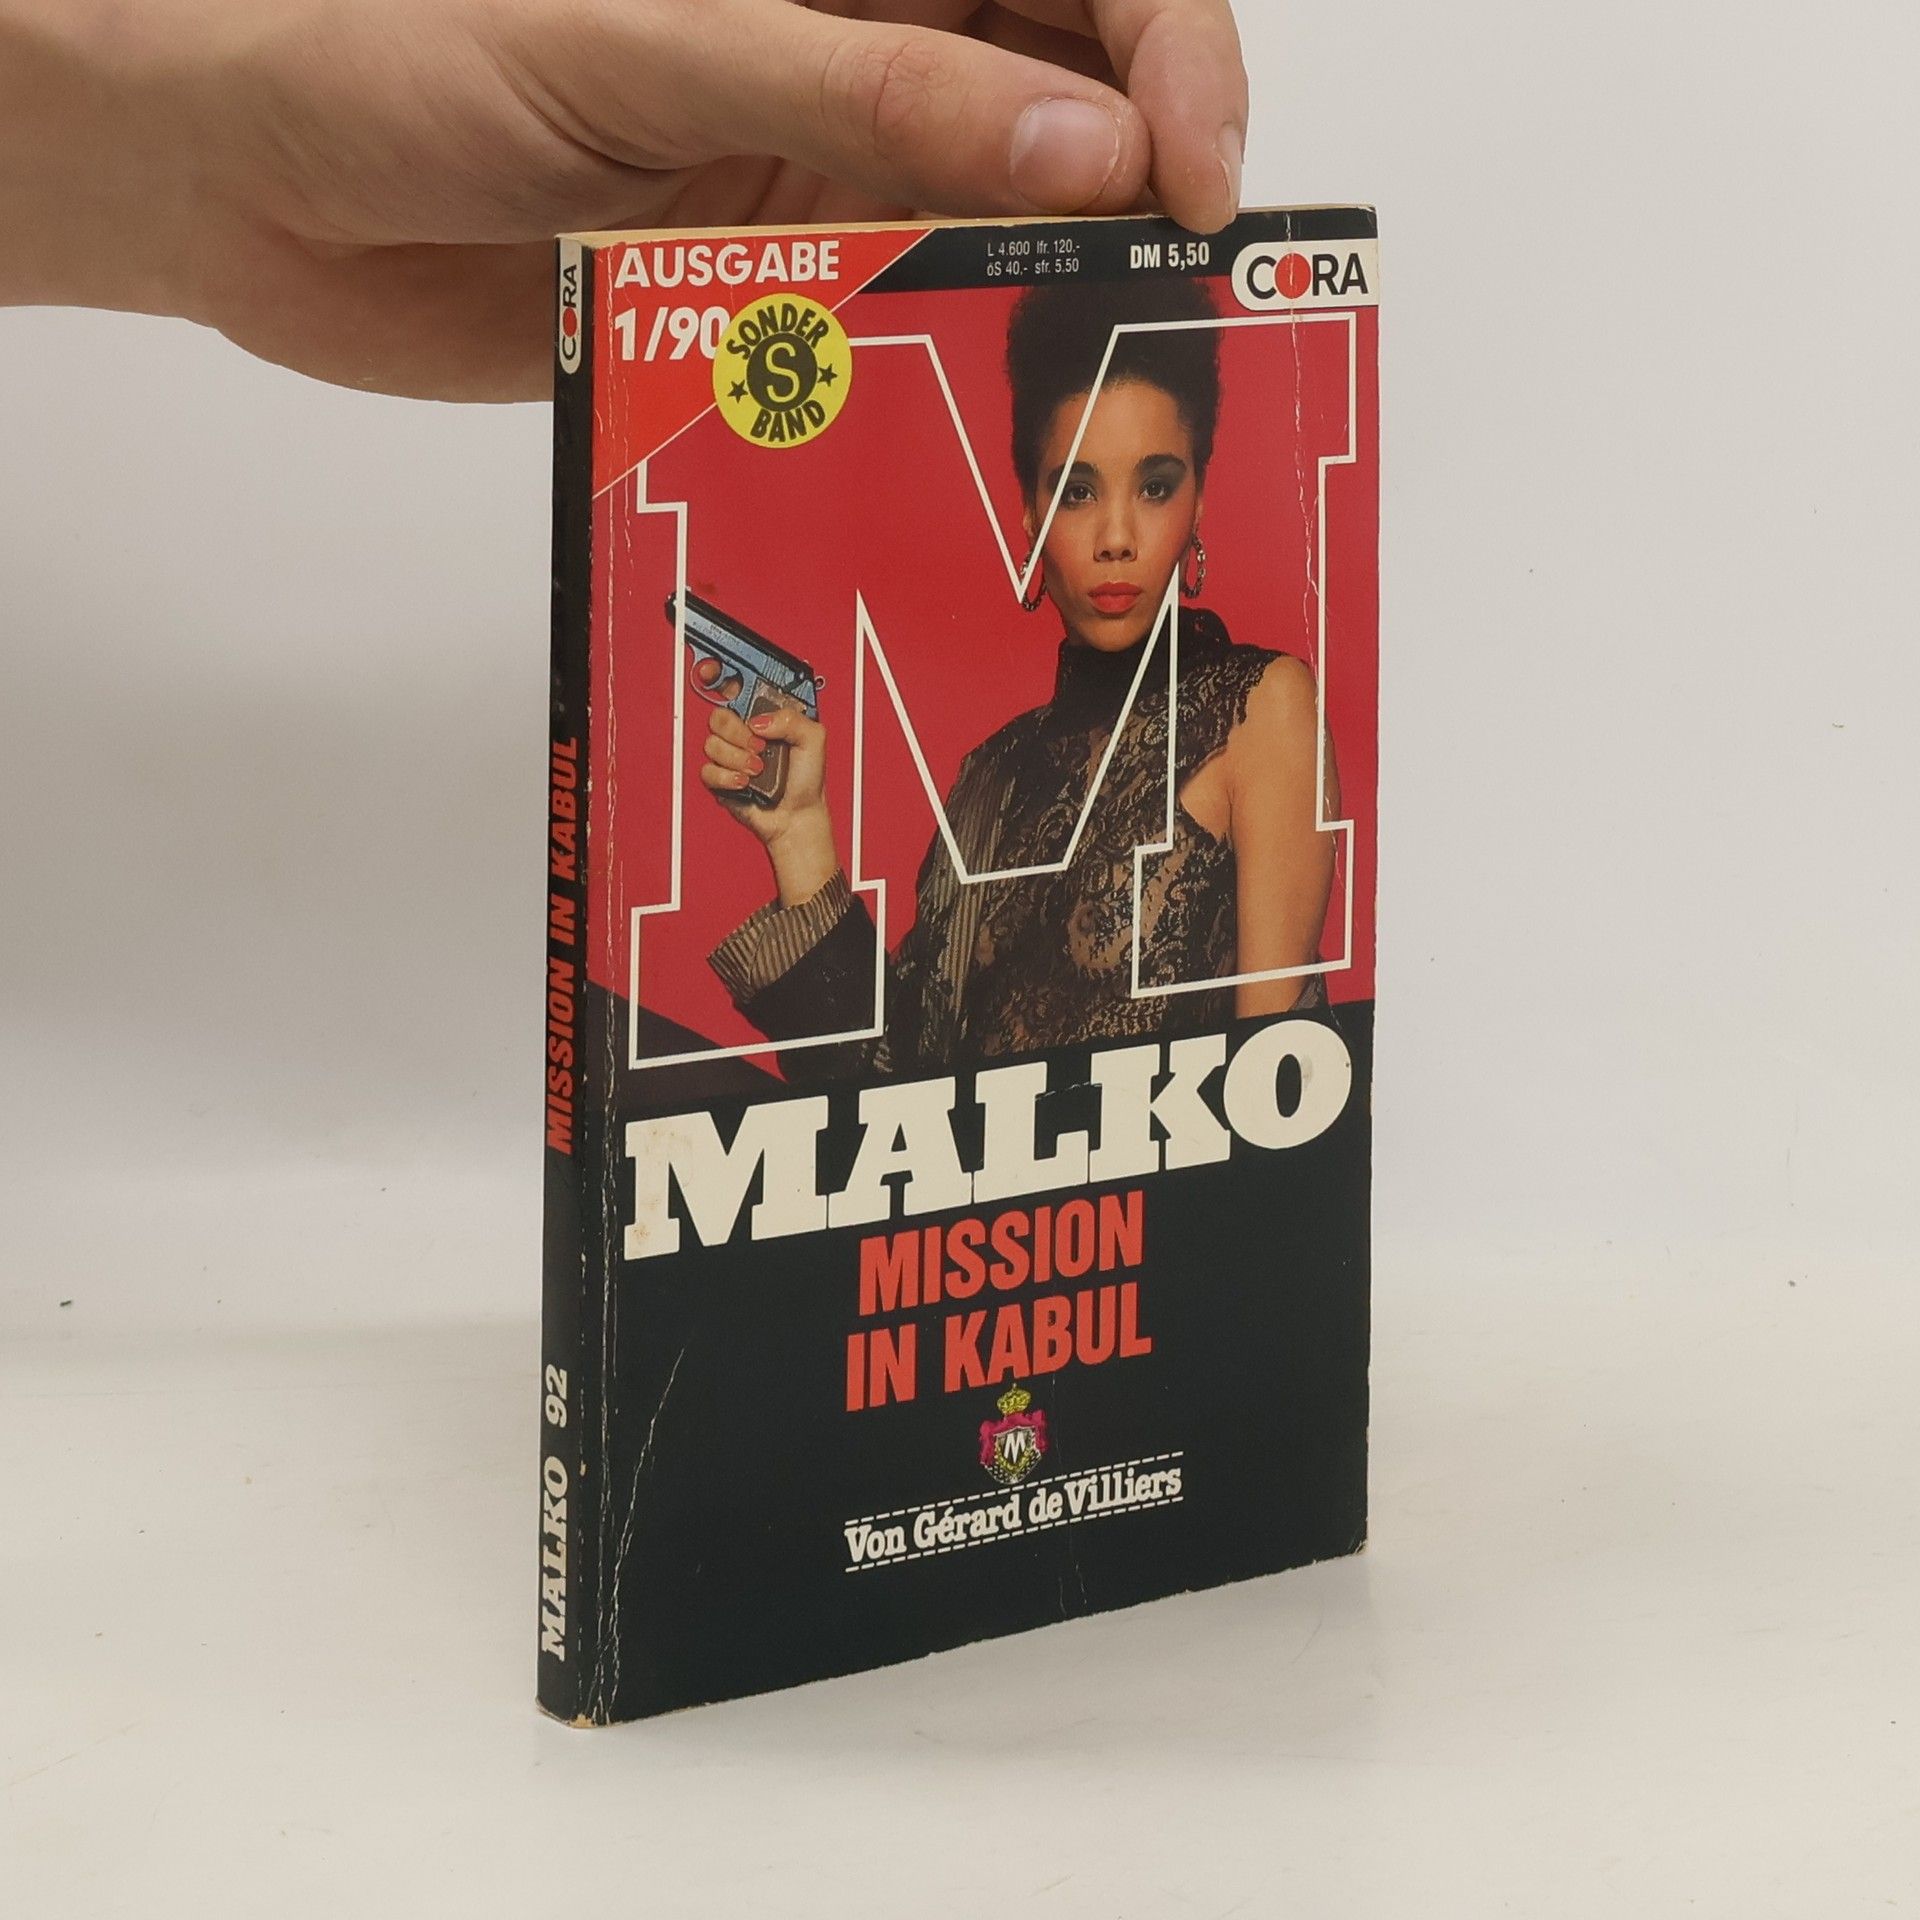 AUSGABE
1/90
SONDER
S
BAND
L 4.600 lfr. 120.-
öS 40,- sfr. 5.50
DM 5,50
CORA
M
MALKO
MISSION
IN KABUL
M
Von Gérard de Villiers
CORA
MISSION IN KABUL
MALKO 92